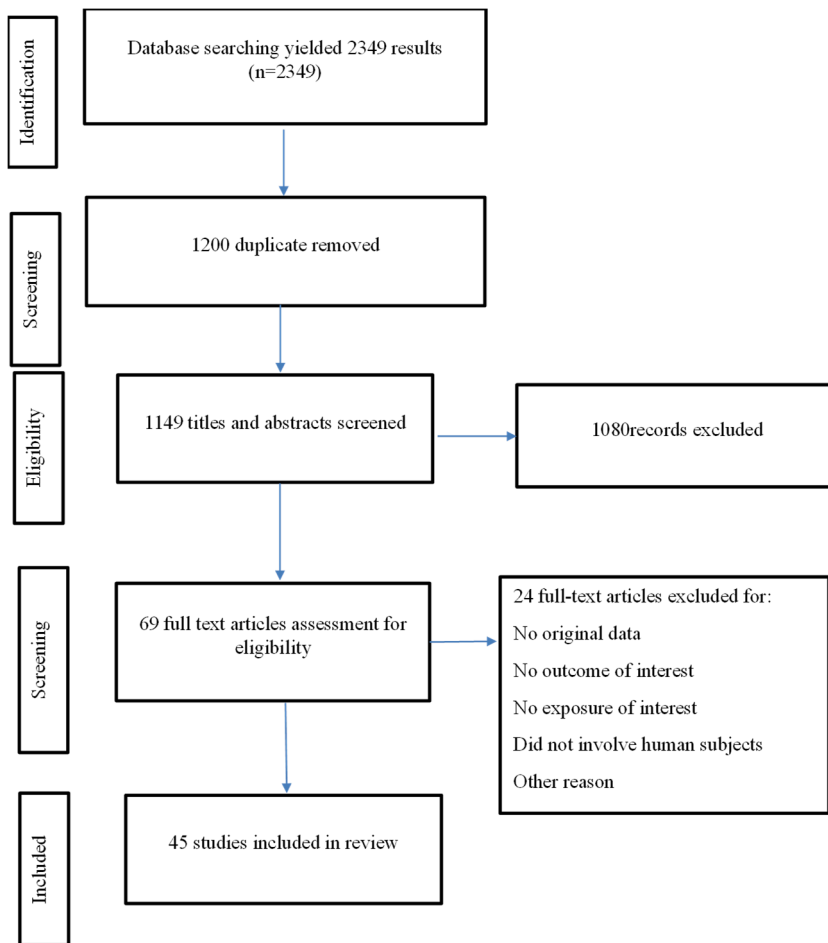 Identification
Database searching yielded 2349 results
(n=2349)
Screening
1200 duplicate removed
Eligibility
1149 titles and abstracts screened
1080records excluded
Screening
69 full text articles assessment for
eligibility
24 full-text articles excluded for:
No original data
No outcome of interest
No exposure of interest
Did not involve human subjects
Other reason
Included
45 studies included in review